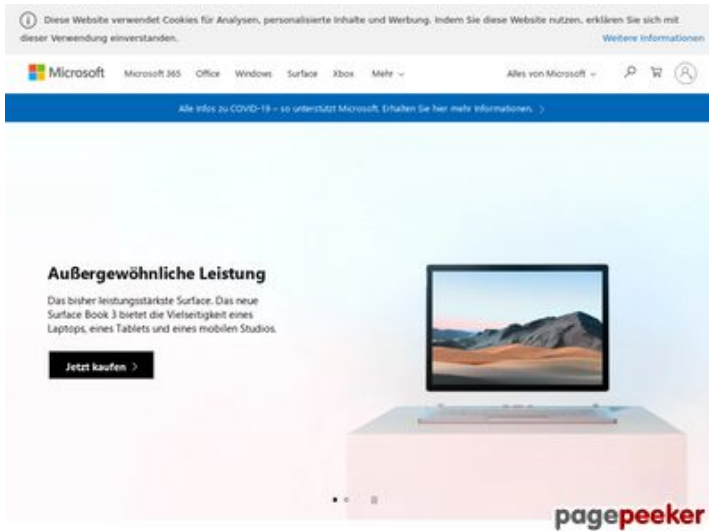 Diese Website verwendet Cookies für Analysen, personalisierte Inhalte und Werbung. Indem Sie diese Website nutzen, erklären Sie sich mit
dieser Verwendung einverstanden.
Weitere Informationen
Microsoft Microsoft 365 Office Windows Surface Xbox Mehr Alles von Microsoft
Alle Infos zu COVID-19 – so unterstützt Microsoft. Erhalten Sie hier mehr Informationen. >
Außergewöhnliche Leistung
Das bisher leistungsstärkste Surface. Das neue
Surface Book 3 bietet die Vielseitigkeit eines
Laptops, eines Tablets und eines mobilen Studios.
Jetzt kaufen >
pagepeeker